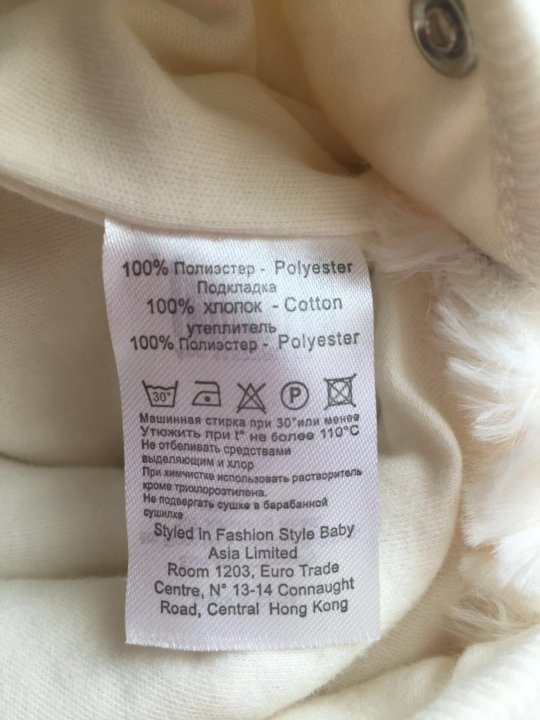 100% Полиэстер - Polyester
Подкладка
100% хлопок - Cotton
утеплитель
100% Полиэстер - Polyester
30° P
Машинная стирка при 30°или менее
Утюжить при t° не более 110°C
Не отбеливать средствами
выделяющим и хлор
При химчистке использовать растворитель
кроме трихлороэтилена.
Не подвергать сушке в барабанной
сушилке
Styled in Fashion Style Baby
Asia Limited
Room 1203, Euro Trade
Centre, N° 13-14 Connaught
Road, Central Hong Kong